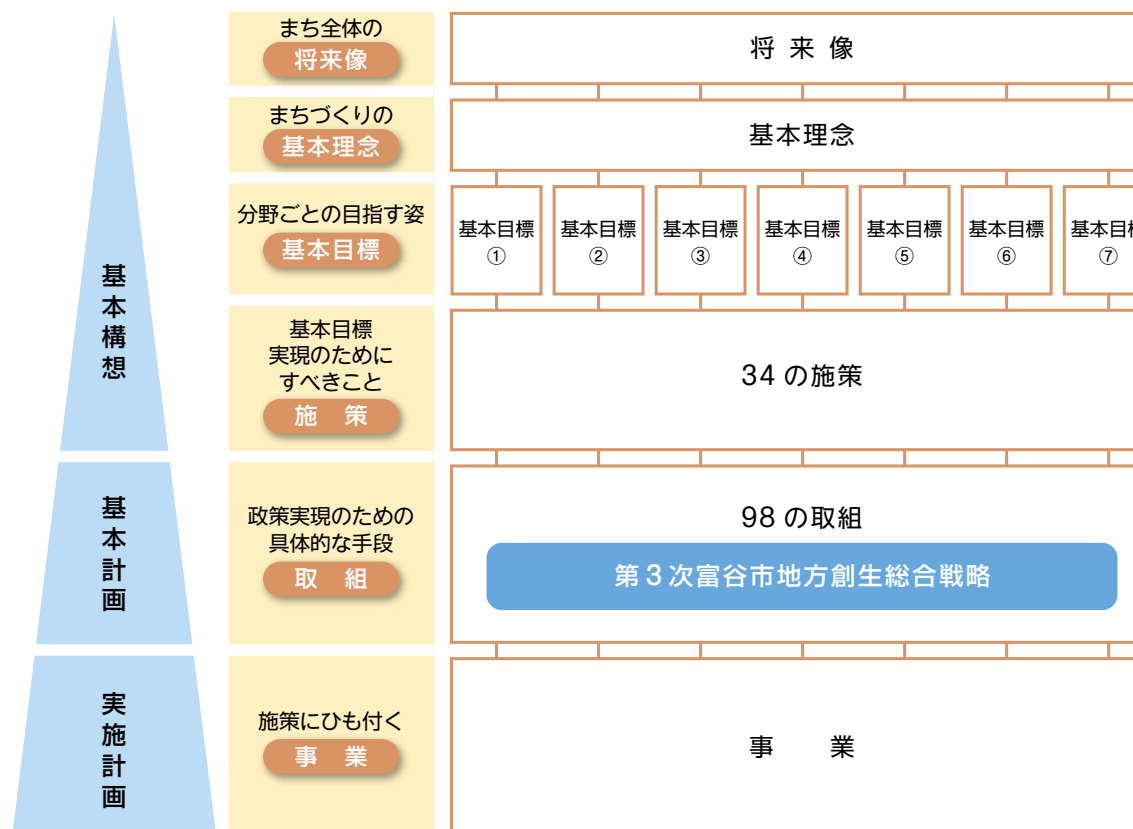 基本構想
基本計画
実施計画
まち全体の
将来像
将来像
まちづくりの
基本理念
基本理念
分野ごとの目指す姿
基本目標
基本目標
①
基本目標
②
基本目標
③
基本目標
④
基本目標
⑤
基本目標
⑥
基本目
⑦
基本目標
実現のために
すべきこと
施 策
34 の施策
政策実現のための
具体的な手段
取 組
98 の取組
第3次富谷市地方創生総合戦略
施策にひも付く
事 業
事 業